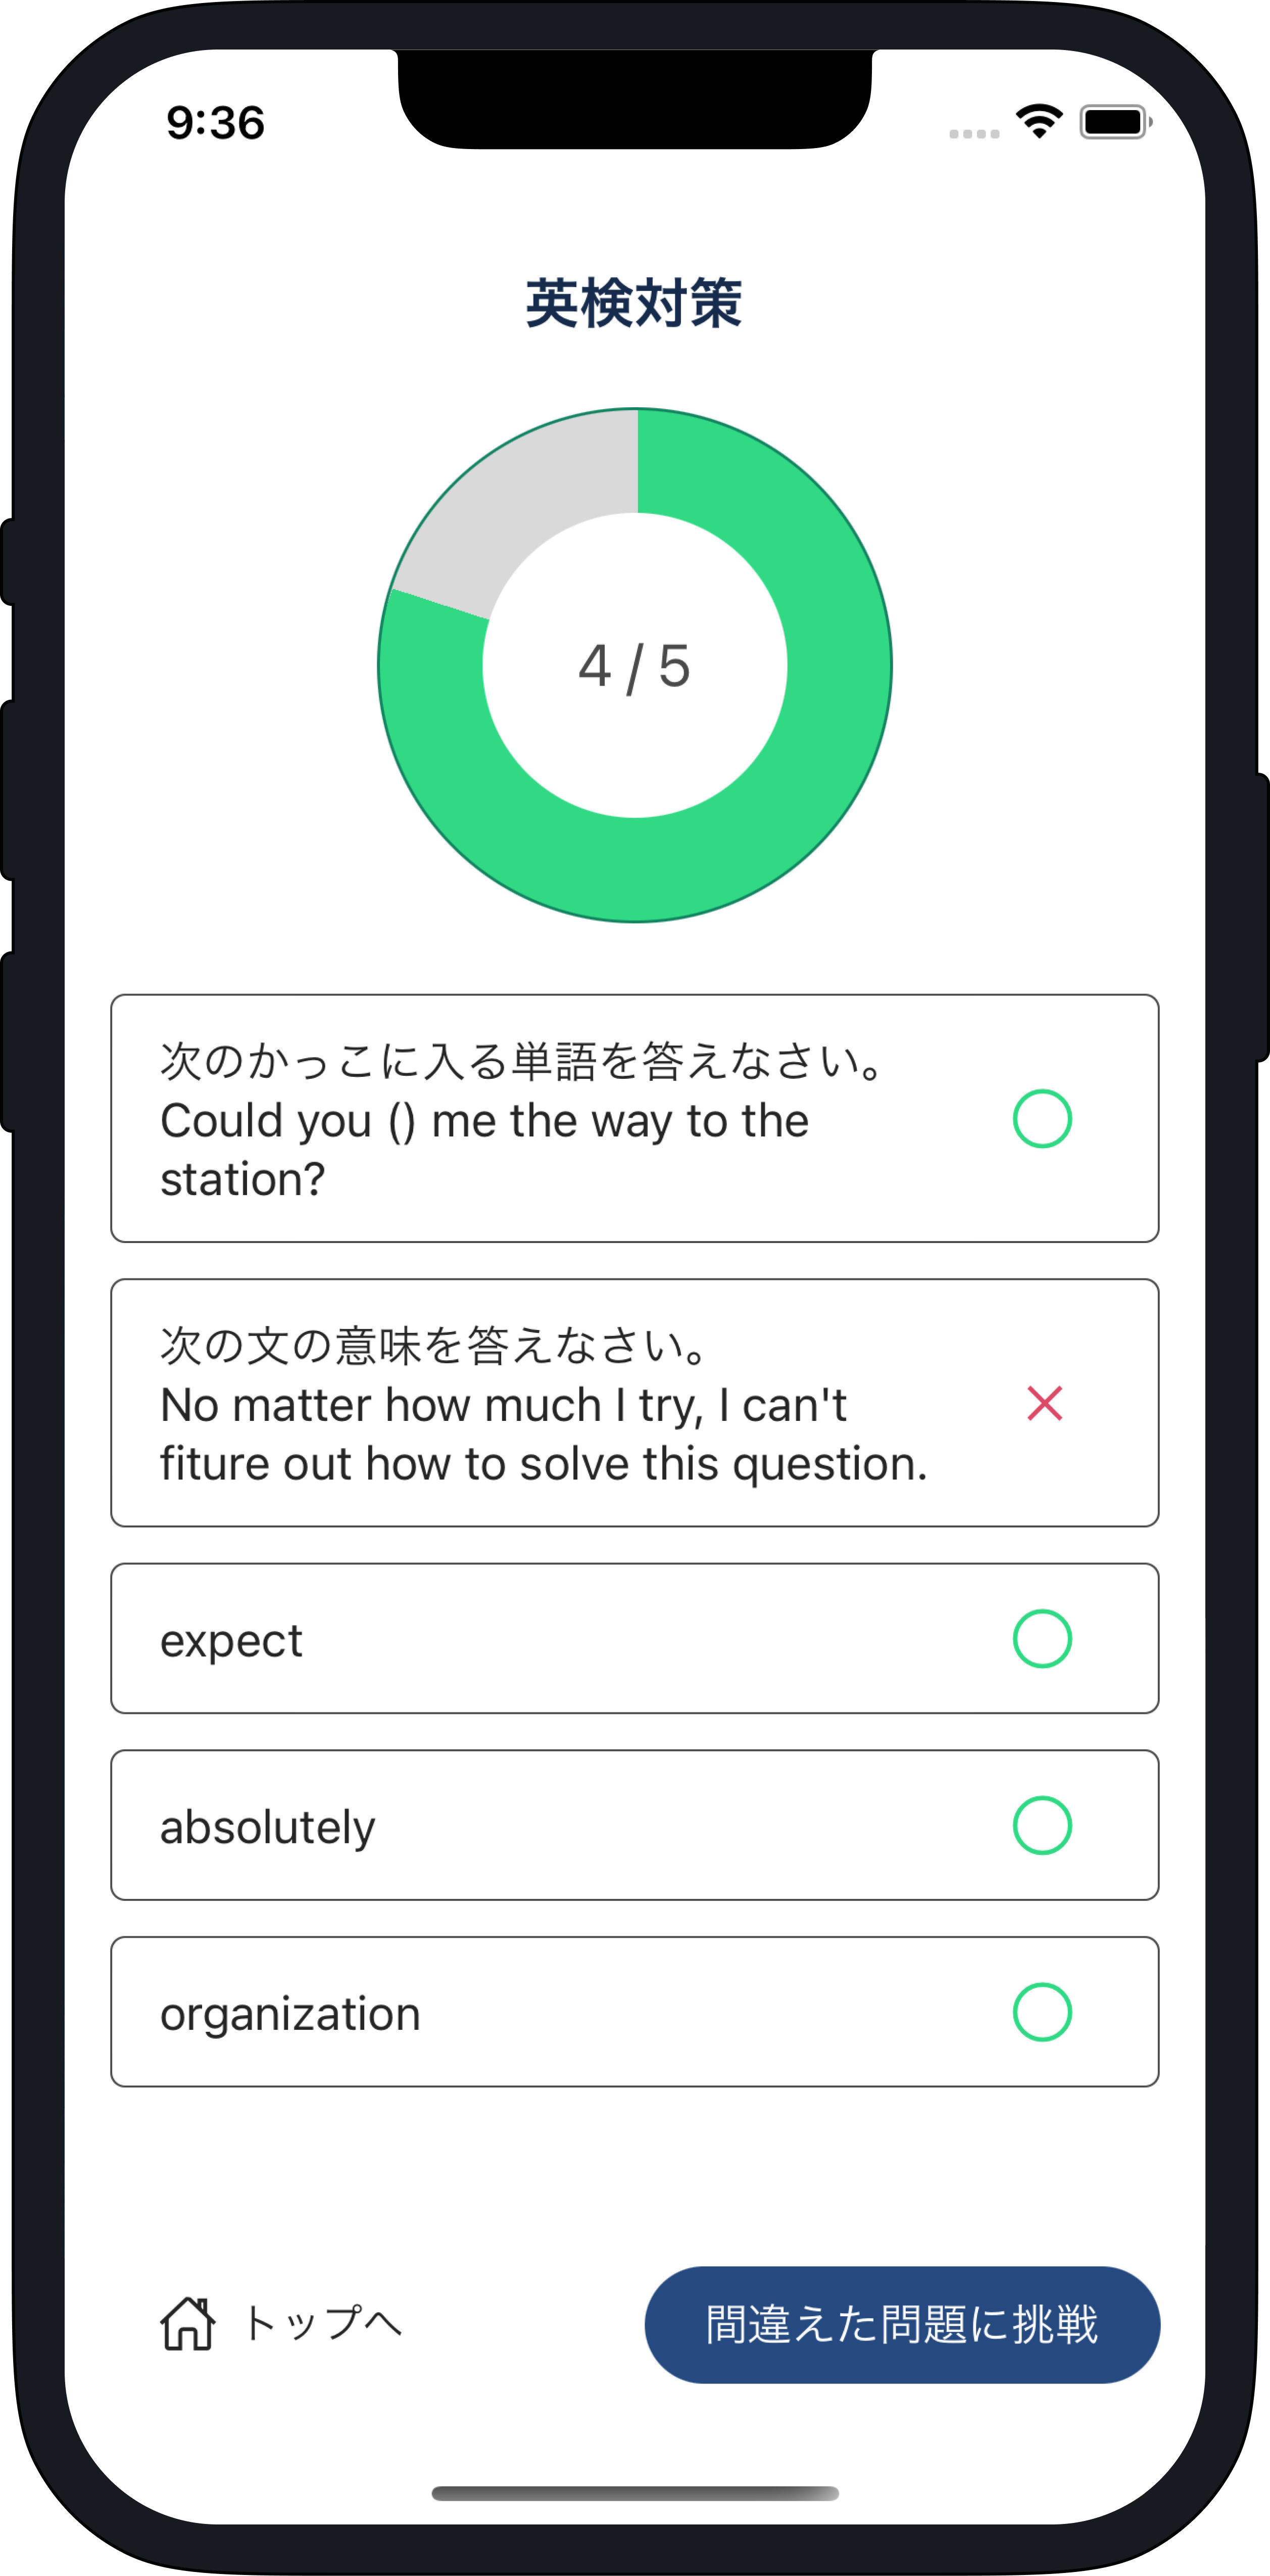 9:36
英検対策
4 / 5
次のかっこに入る単語を答えなさい。
Could you () me the way to the
station?
次の文の意味を答えなさい。
No matter how much I try, I can't
fiture out how to solve this question.
expect
absolutely
organization
トップへ
間違えた問題に挑戦